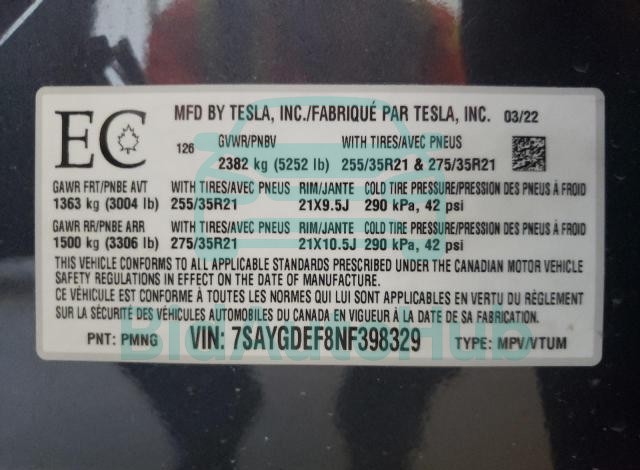 EC
MFD BY TESLA, INC./FABRIQUÉ PAR TESLA, INC. 03/22
126 GVWR/PNBV WITH TIRES/AVEC PNEUS
2382 kg (5252 lb) 255/35R21 & 275/35R21
GAWR FRT/PNBE AVT WITH TIRES/AVEC PNEUS RIM/JANTE COLD TIRE PRESSURE/PRESSION DES PNEUS À FROID
1363 kg (3004 lb) 255/35R21 21X9.5J 290 kPa, 42 psi
GAWR RR/PNBE ARR WITH TIRES/AVEC PNEUS RIM/JANTE COLD TIRE PRESSURE/PRESSION DES PNEUS À FROID
1500 kg (3306 lb) 275/35R21 21X10.5J 290 kPa, 42 psi
THIS VEHICLE CONFORMS TO ALL APPLICABLE STANDARDS PRESCRIBED UNDER THE CANADIAN MOTOR VEHICLE
SAFETY REGULATIONS IN EFFECT ON THE DATE OF MANUFACTURE.
CE VÉHICULE EST CONFORME À TOUTES LES NORMES QUI LUI SONT APPLICABLES EN VERTU DU RÈGLEMENT
SUR LA SÉCURITÉ DES VÉHICULES AUTOMOBILES DU CANADA EN VIGUEUR À LA DATE DE SA FABRICATION.
PNT: PMNG VIN: 7SAYGDEF8NF398329 TYPE: MPV/VTUM
BidAutoHub